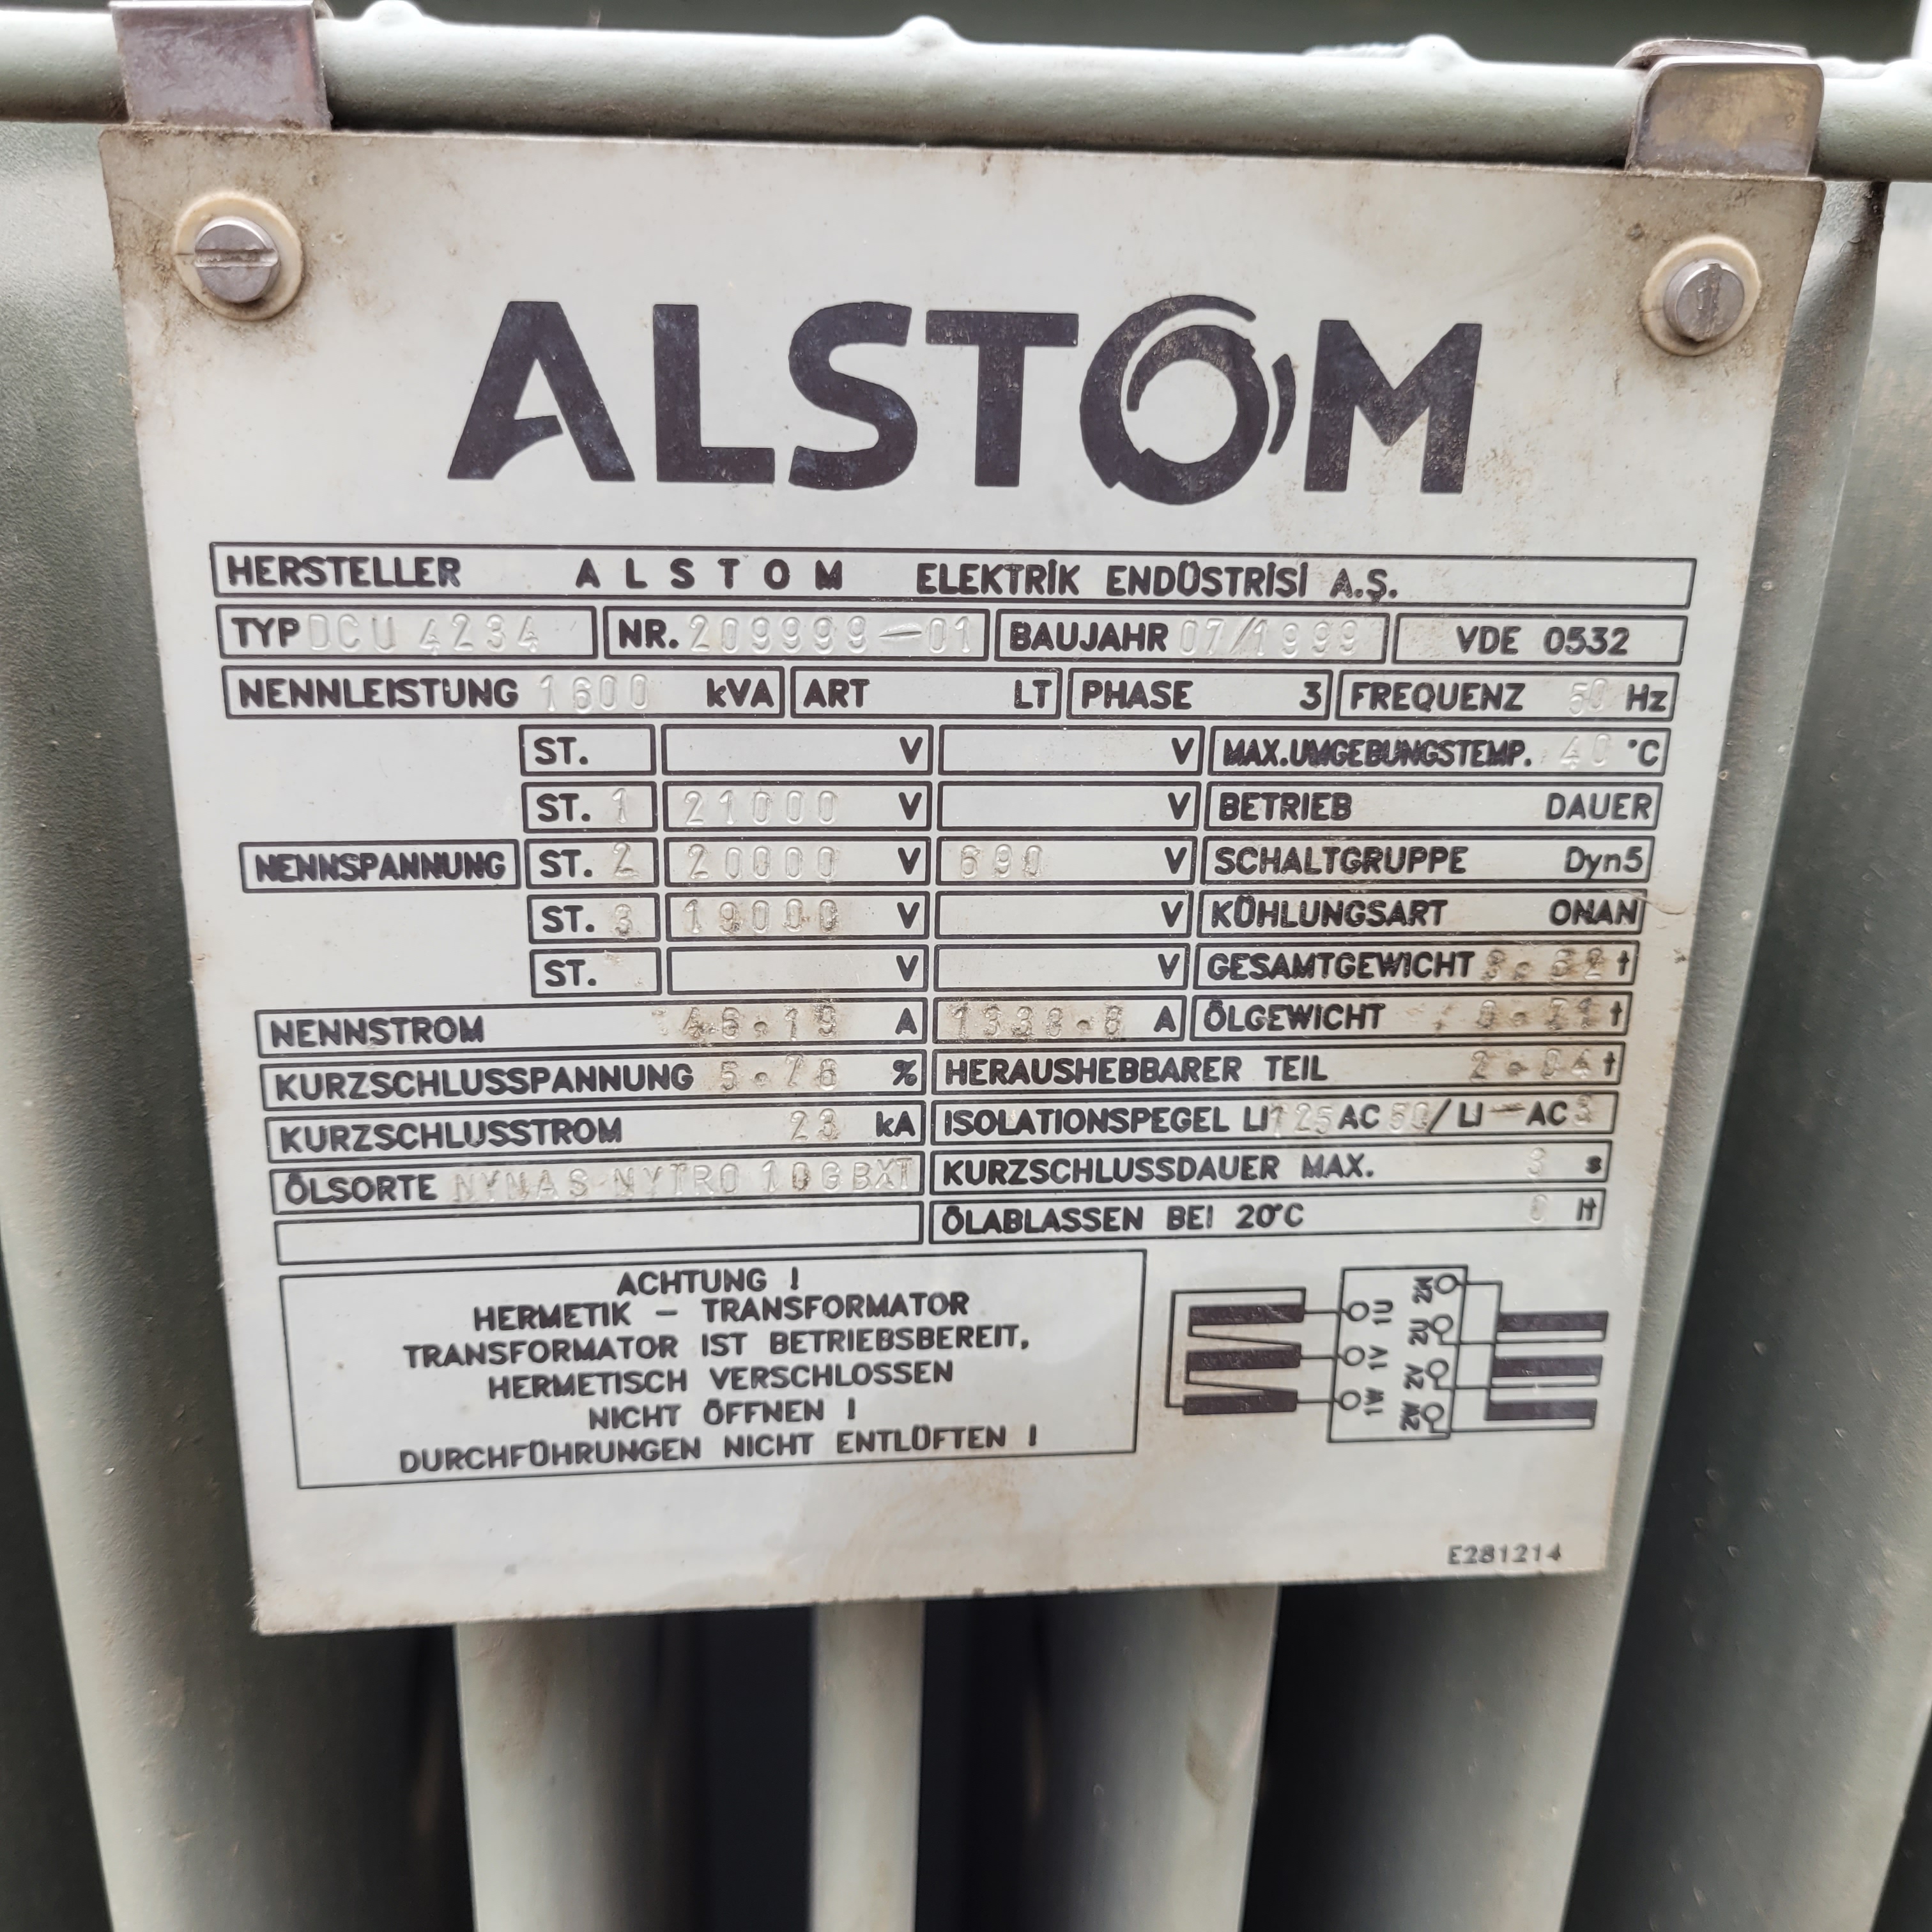 ALSTOM
HERSTELLER ALSTOM ELEKTRİK ENDÜSTRİSİ A.Ş.
TYP DCU 4234 NR. 209999-01 BAUJAHR 07/1999 VDE 0532
NENNLEISTUNG 1600 kVA ART LT PHASE 3 FREQUENZ 50 Hz
ST. V V MAX.UMGEBUNGSTEMP. 40 °C
ST. 1 21000 V V BETRIEB DAUER
NENNSPANNUNG ST. 2 20000 V 690 V SCHALTGRUPPE Dyn5
ST. 3 19000 V V KÜHLUNGSART ONAN
ST. V V GESAMTGEWICHT t
NENNSTROM 46.19 A 1338.8 A ÖLGEWICHT t
KURZSCHLUSSPANNUNG % HERAUSHEBBARER TEIL 2.04 t
KURZSCHLUSSTROM 23 kA ISOLATIONSPEGEL LI 125 AC 50 / LI - AC 3
ÖLSORTE NYNAS NYTRO 10GBXT KURZSCHLUSSDAUER MAX. 3 s
ÖLABLASSEN BEI 20°C lt
ACHTUNG !
HERMETIK - TRANSFORMATOR
TRANSFORMATOR IST BETRIEBSBEREIT,
HERMETISCH VERSCHLOSSEN
NICHT ÖFFNEN !
DURCHFÜHRUNGEN NICHT ENTLÜFTEN !
1U 1V 1W
2N 2U 2V 2W
E281214